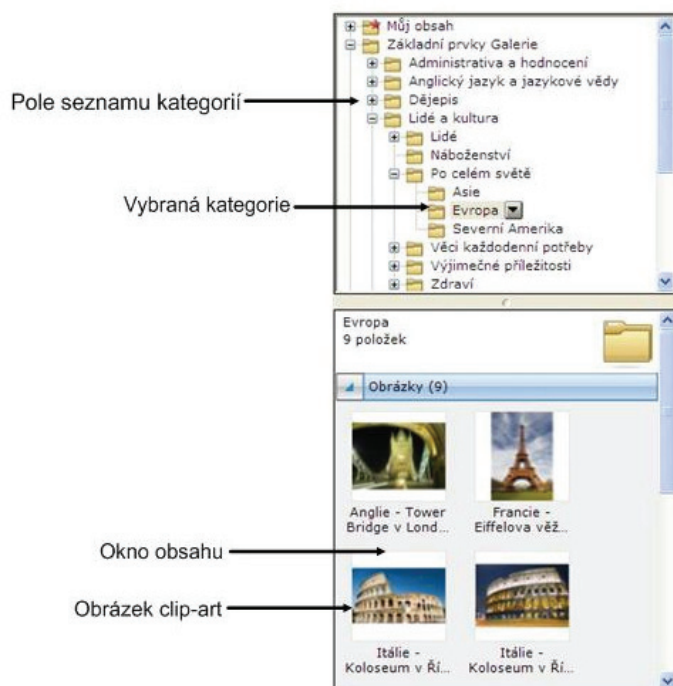 Můj obsah
Základní prvky Galerie
Administrativa a hodnocení
Anglický jazyk a jazykové vědy
Pole seznamu kategorií
Dějepis
Lidé a kultura
Lidé
Náboženství
Po celém světě
Asie
Vybraná kategorie
Evropa
Severní Amerika
Věci každodenní potřeby
Výjimečné příležitosti
Zdraví
Evropa
9 položek
Obrázky (9)
Anglie - Tower
Bridge v Lond...
Francie -
Eiffelova věž...
Okno obsahu
Obrázek clip-art
Itálie -
Koloseum v Ří...
Itálie -
Koloseum v Ří...